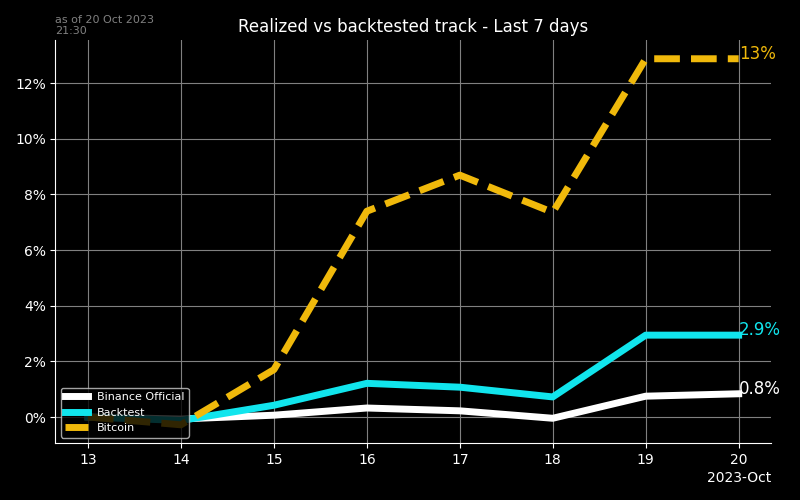 as of 20 Oct 2023
21:30
Realized vs backtested track - Last 7 days
12%
10%
8%
6%
4%
2%
0%
13%
2.9%
0.8%
Binance Official
Backtest
Bitcoin
13 14 15 16 17 18 19 20
2023-Oct